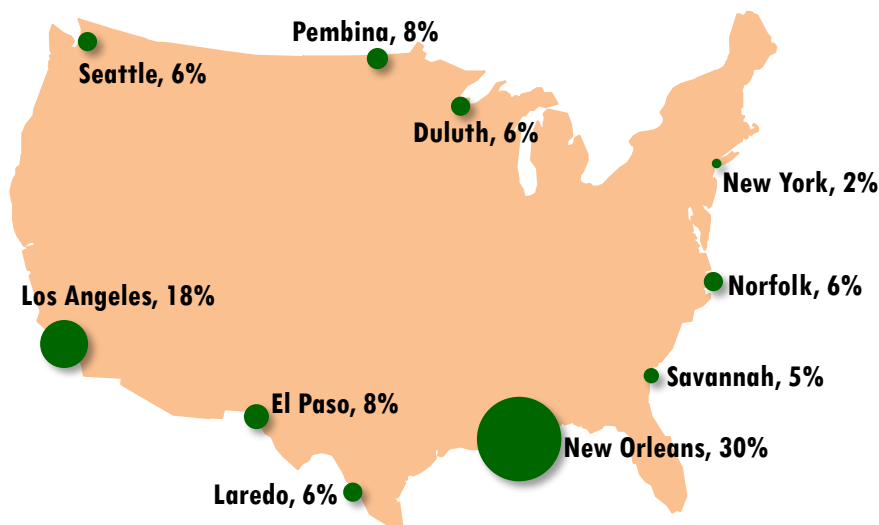 Pembina, 8%
Seattle, 6%
Duluth, 6%
New York, 2%
Norfolk, 6%
Los Angeles, 18%
Savannah, 5%
El Paso, 8%
New Orleans, 30%
Laredo, 6%